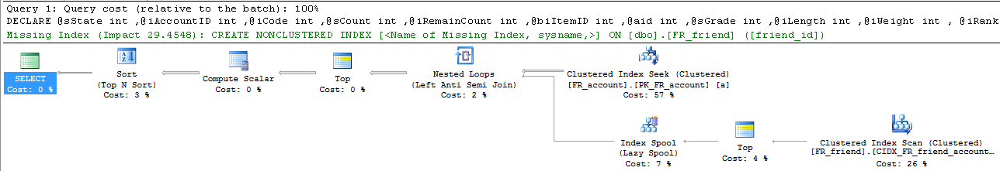 Query 1: Query cost (relative to the batch): 100%
DECLARE @sState int ,@iAccountID int ,@iCode int ,@sCount int ,@iRemainCount int ,@biItemID int ,@aid int ,@sGrade int ,@iLength int ,@iWeight int , @iRank
Missing Index (Impact 29.4548): CREATE NONCLUSTERED INDEX [<Name of Missing Index, sysname,>] ON [dbo].[FR_friend] ([friend_id])
SELECT
Cost: 0 %
Sort
(Top N Sort)
Cost: 3 %
Compute Scalar
Cost: 0 %
Top
Cost: 0 %
Nested Loops
(Left Anti Semi Join)
Cost: 2 %
Clustered Index Seek (Clustered)
[FR_account].[PK_FR_account] [a]
Cost: 57 %
Index Spool
(Lazy Spool)
Cost: 7 %
Top
Cost: 4 %
Clustered Index Scan (Clustered)
[FR_friend].[CIDX_FR_friend_account...
Cost: 26 %